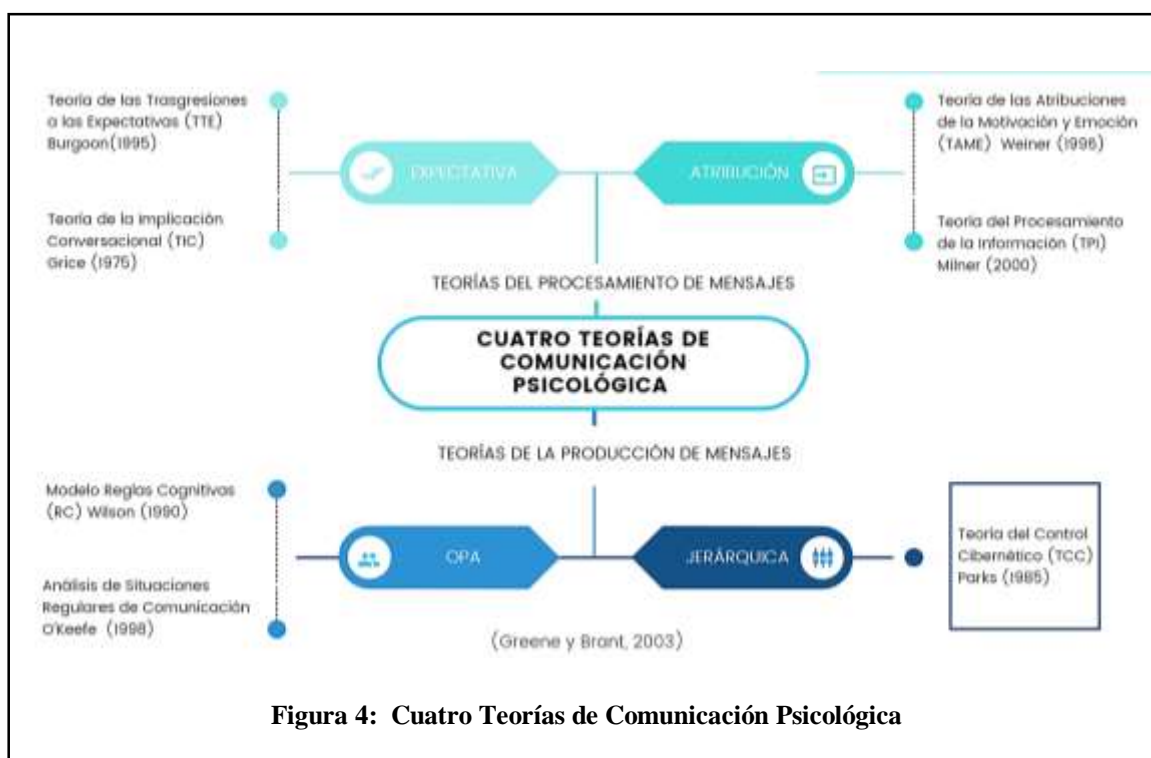 Teoría de las Trasgresiones
a las Expectativas (TTE)
Burgoon(1995)
Teoría de la Implicación
Conversacional (TIC)
Grice (1975)
EXPECTATIVA
ATRIBUCIÓN
Teoría de las Atribuciones
de la Motivación y Emoción
(TAME) Weiner (1996)
Teoría del Procesamiento
de la Información (TPI)
Milner (2000)
TEORÍAS DEL PROCESAMIENTO DE MENSAJES
CUATRO TEORÍAS DE
COMUNICACIÓN
PSICOLÓGICA
TEORÍAS DE LA PRODUCCIÓN DE MENSAJES
Modelo Reglas Cognitivas
(RC) Wilson (1990)
Análisis de Situaciones
Regulares de Comunicación
O'Keefe (1998)
OPA
JERÁRQUICA
Teoría del Control
Cibernético (TCC)
Parks (1985)
(Greene y Brant, 2003)
Figura 4: Cuatro Teorías de Comunicación Psicológica